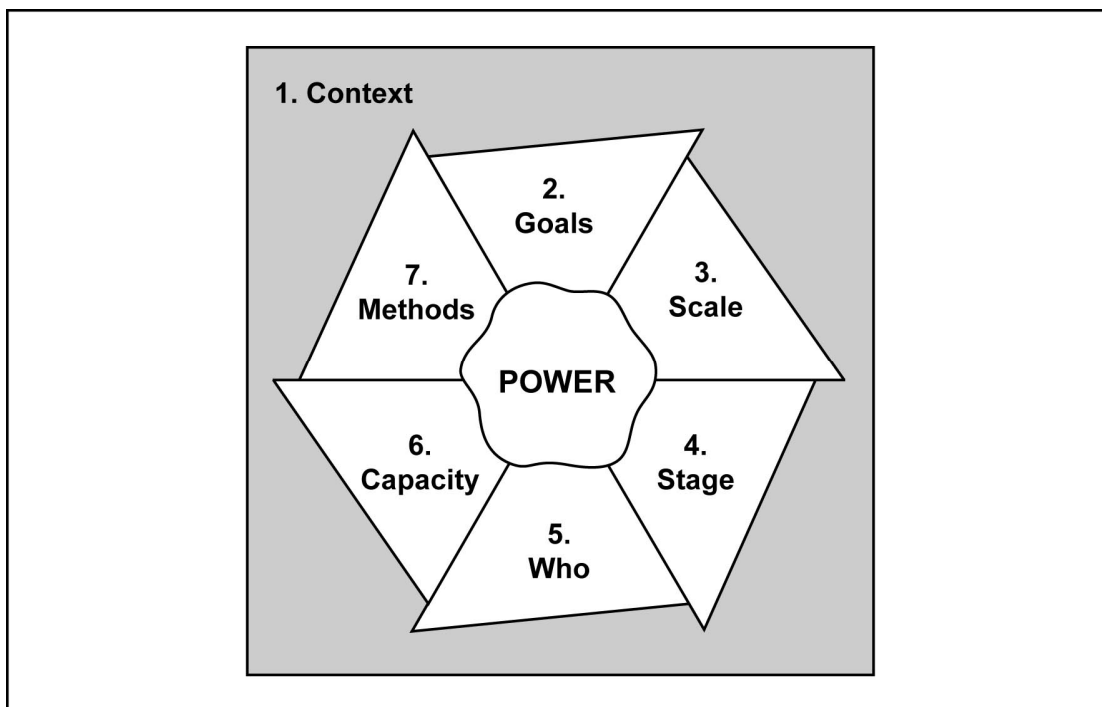 1. Context
2.
Goals
3.
Scale
4.
Stage
5.
Who
6.
Capacity
7.
Methods
POWER